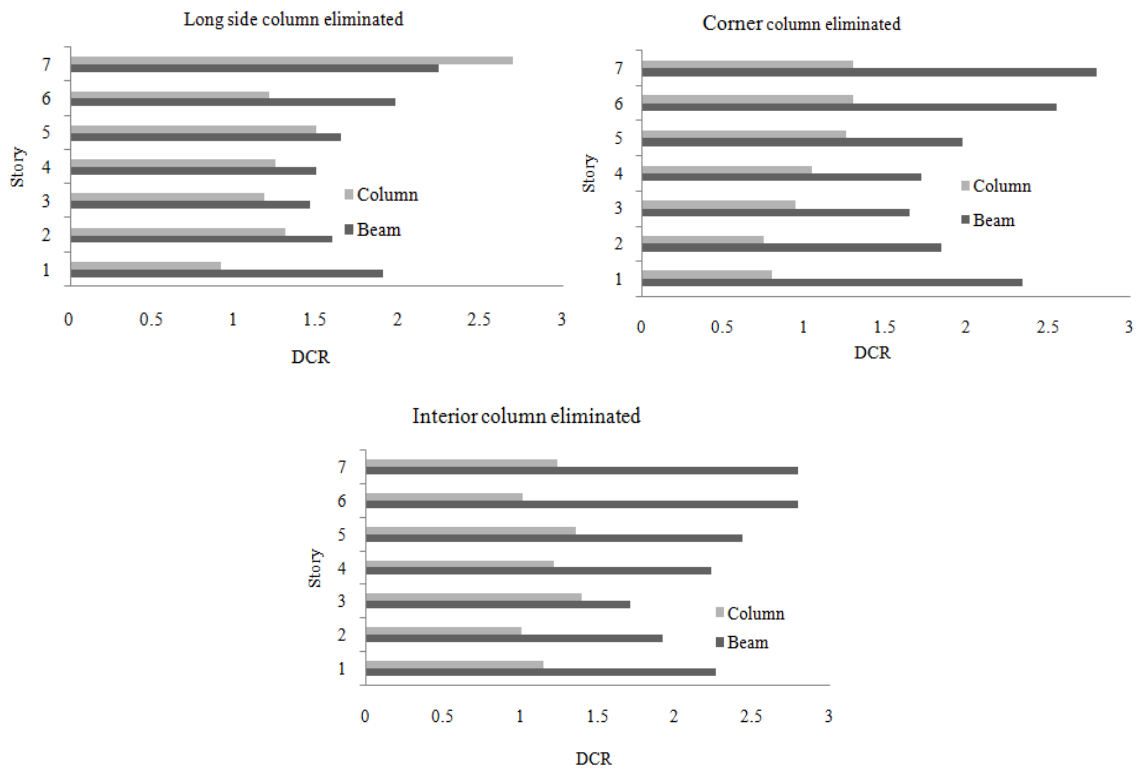 Long side column eliminated
7
6
5
4
3
2
1
Story
Column
Beam
0 0.5 1 1.5 2 2.5 3
DCR
Corner column eliminated
7
6
5
4
3
2
1
Story
Column
Beam
0 0.5 1 1.5 2 2.5 3
DCR
Interior column eliminated
7
6
5
4
3
2
1
Story
Column
Beam
0 0.5 1 1.5 2 2.5 3
DCR